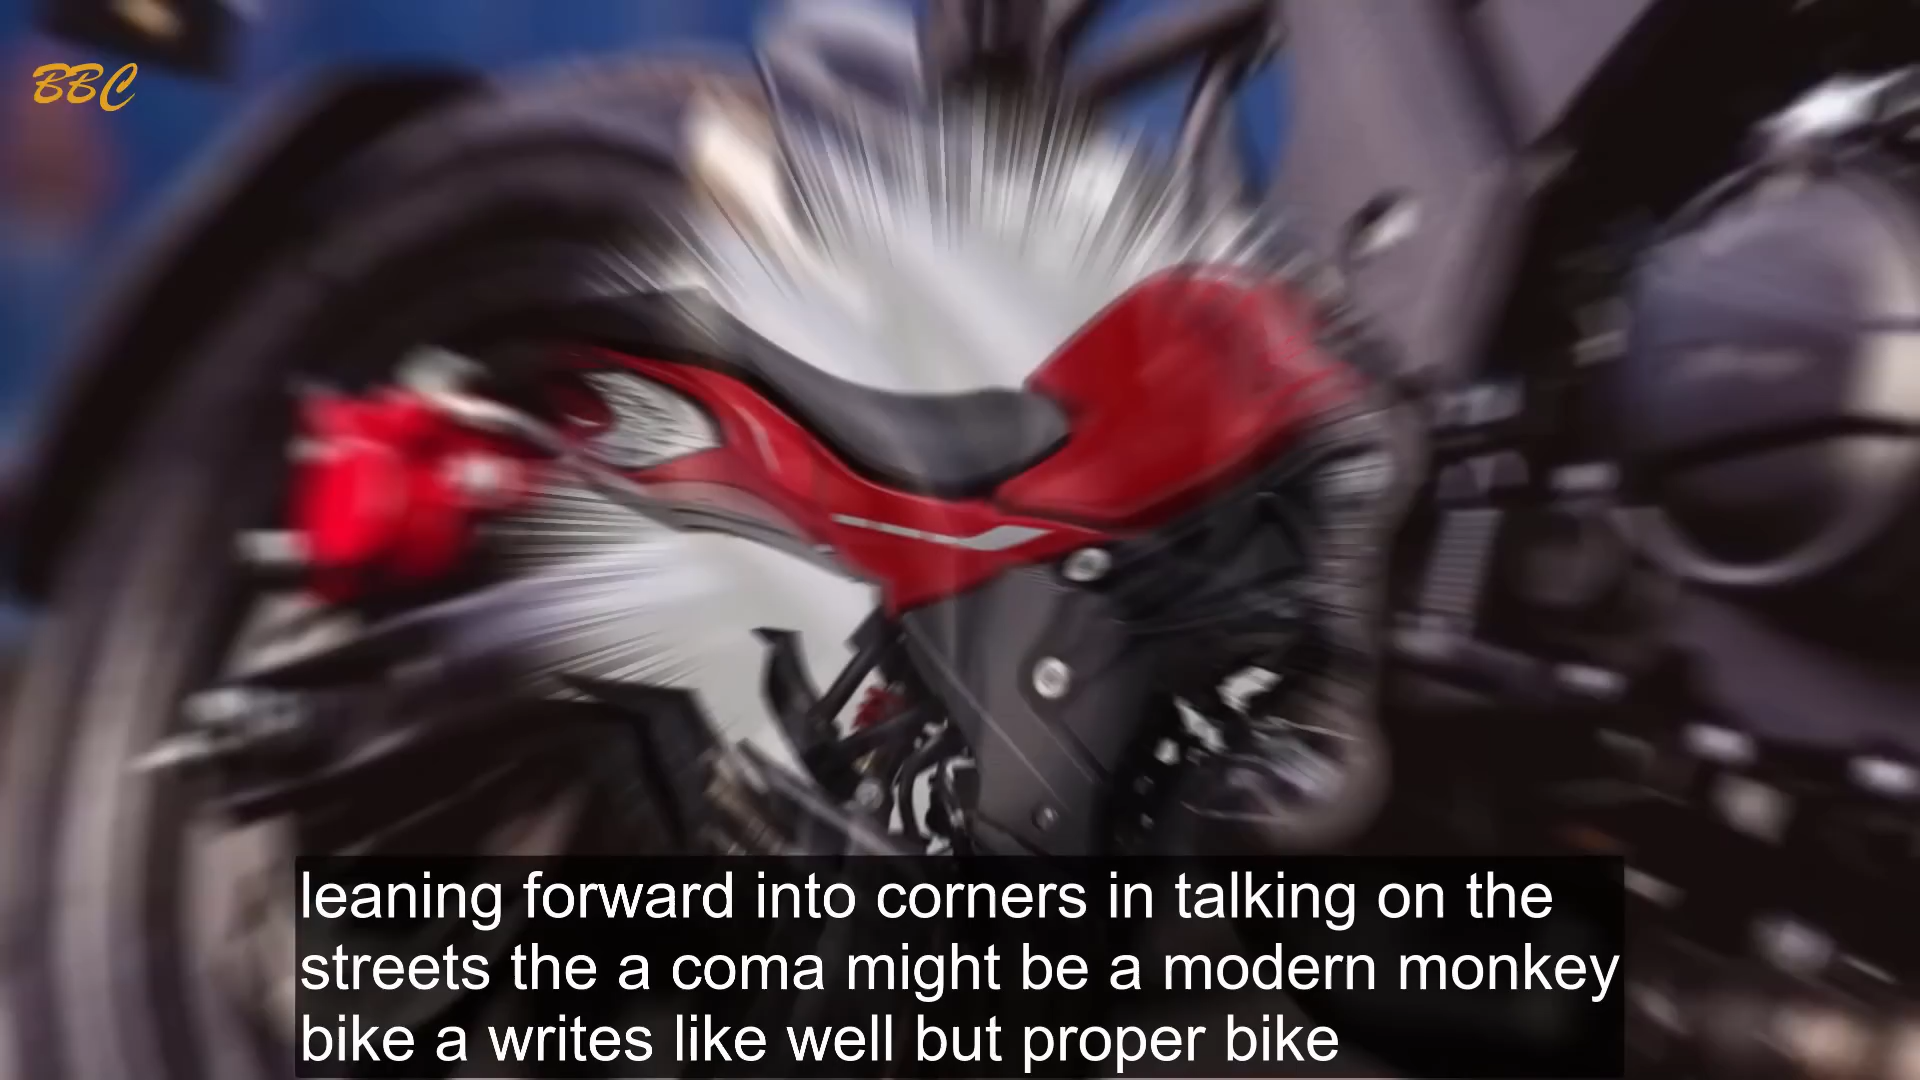 BBC
leaning forward into corners in talking on the
streets the a coma might be a modern monkey
bike a writes like well but proper bike